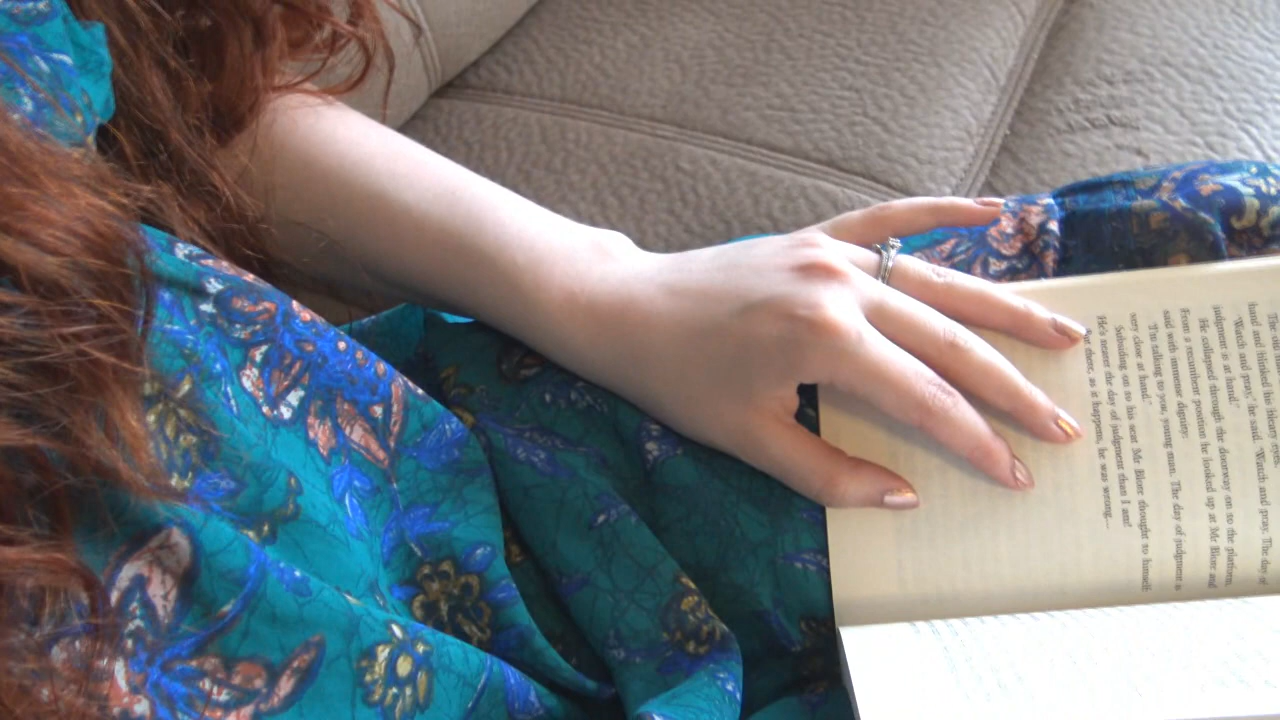 hand and blinked his bleary eyes.
'Watch and pray,' he said. 'Watch and pray. The day of
judgment is at hand.'
He collapsed through the doorway on to the platform.
From a recumbent position he looked up at Mr Blore and
said with immense dignity:
'I'm talking to you, young man. The day of judgment is
very close at hand.'
Subsiding on to his seat Mr Blore thought to himself
He's nearer the day of judgment than I am!
there, as it happens, he was wrong...